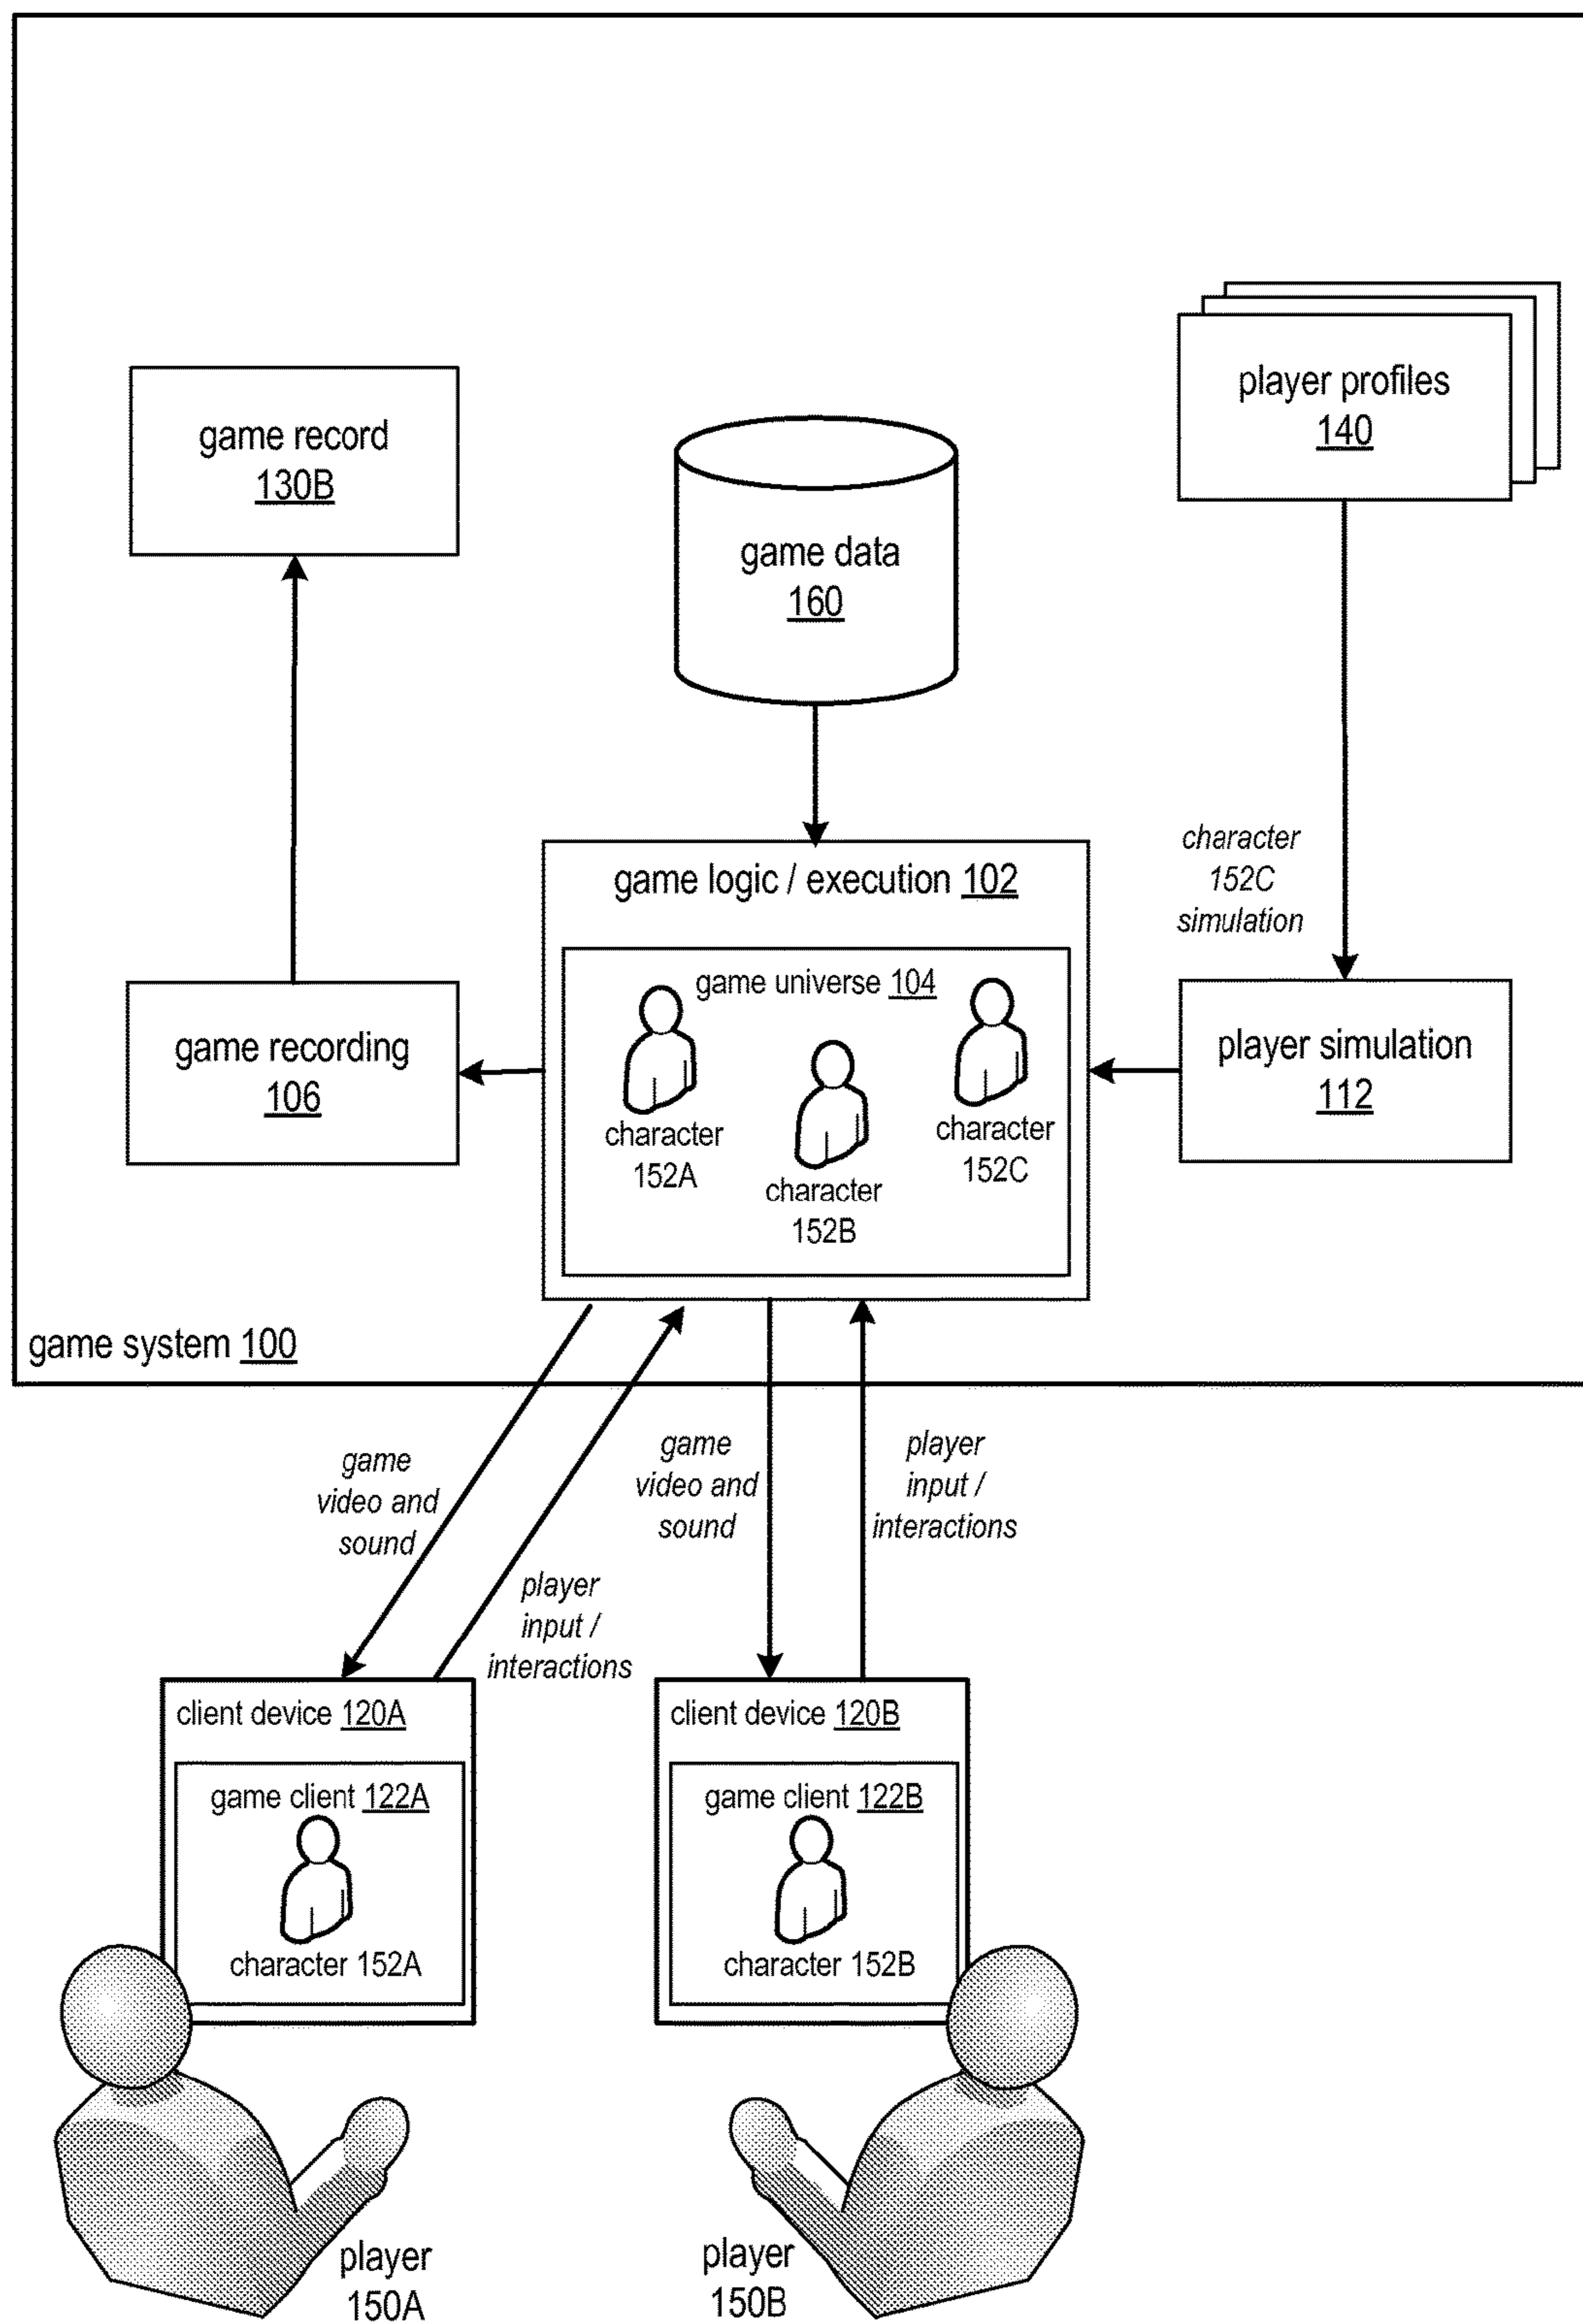 player profiles
140
game record
130B
game data
160
character
152C
simulation
game logic / execution 102
game universe 104
character
152A
character
152B
character
152C
game recording
106
player simulation
112
game system 100
game
video and
sound
player
input /
interactions
game
video and
sound
player
input /
interactions
client device 120A
game client 122A
character 152A
client device 120B
game client 122B
character 152B
player
150A
player
150B